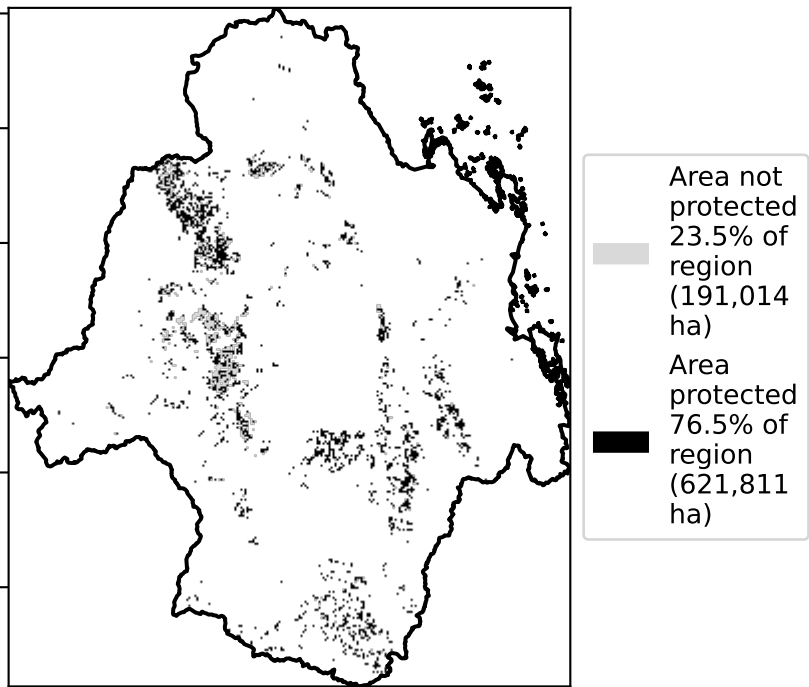 Area not
protected
23.5% of
region
(191,014
ha)
Area
protected
76.5% of
region
(621,811
ha)